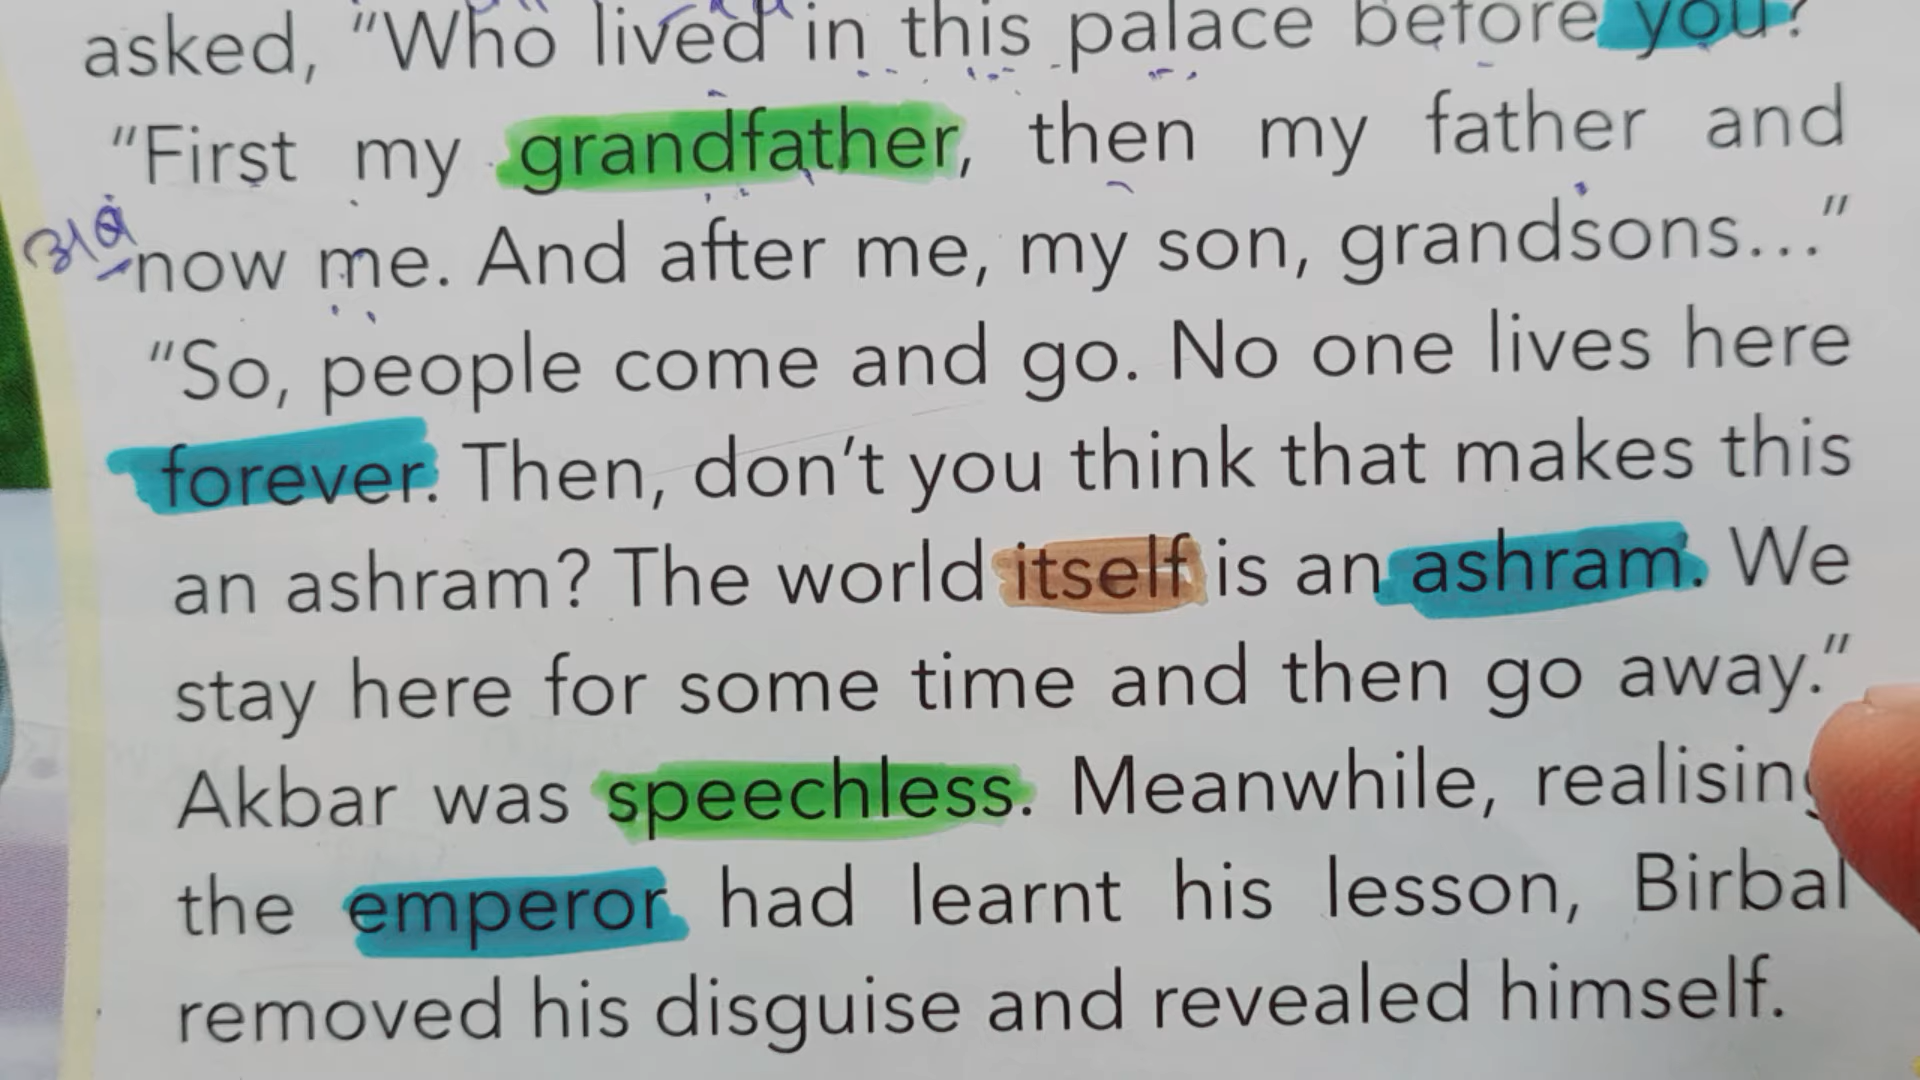 asked, “Who lived in this palace before you?
“First my grandfather, then my father and
अब
now me. And after me, my son, grandsons...”
“So, people come and go. No one lives here
forever. Then, don’t you think that makes this
an ashram? The world itself is an ashram. We
stay here for some time and then go away.”
Akbar was speechless. Meanwhile, realising
the emperor had learnt his lesson, Birbal
removed his disguise and revealed himself.